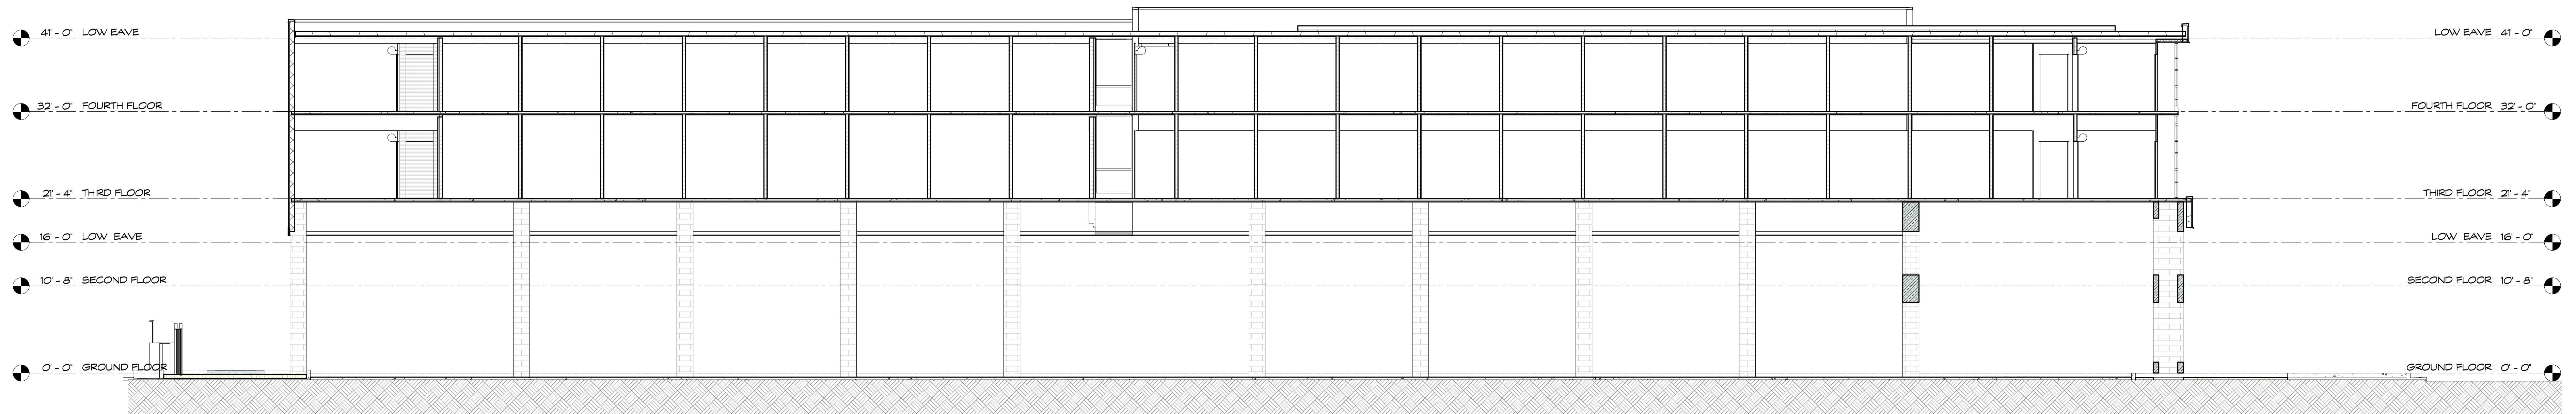 41' - 0" LOW EAVE
LOW EAVE 41' - 0"
32' - 0" FOURTH FLOOR
FOURTH FLOOR 32' - 0"
21' - 4" THIRD FLOOR
THIRD FLOOR 21' - 4"
16' - 0" LOW EAVE
LOW EAVE 16' - 0"
10' - 8" SECOND FLOOR
SECOND FLOOR 10' - 8"
0' - 0" GROUND FLOOR
GROUND FLOOR 0' - 0"